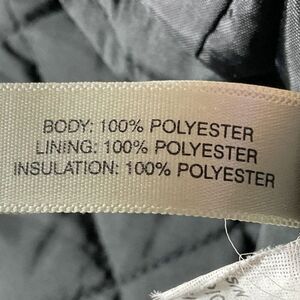 BODY: 100% POLYESTER
LINING: 100% POLYESTER
INSULATION: 100% POLYESTER